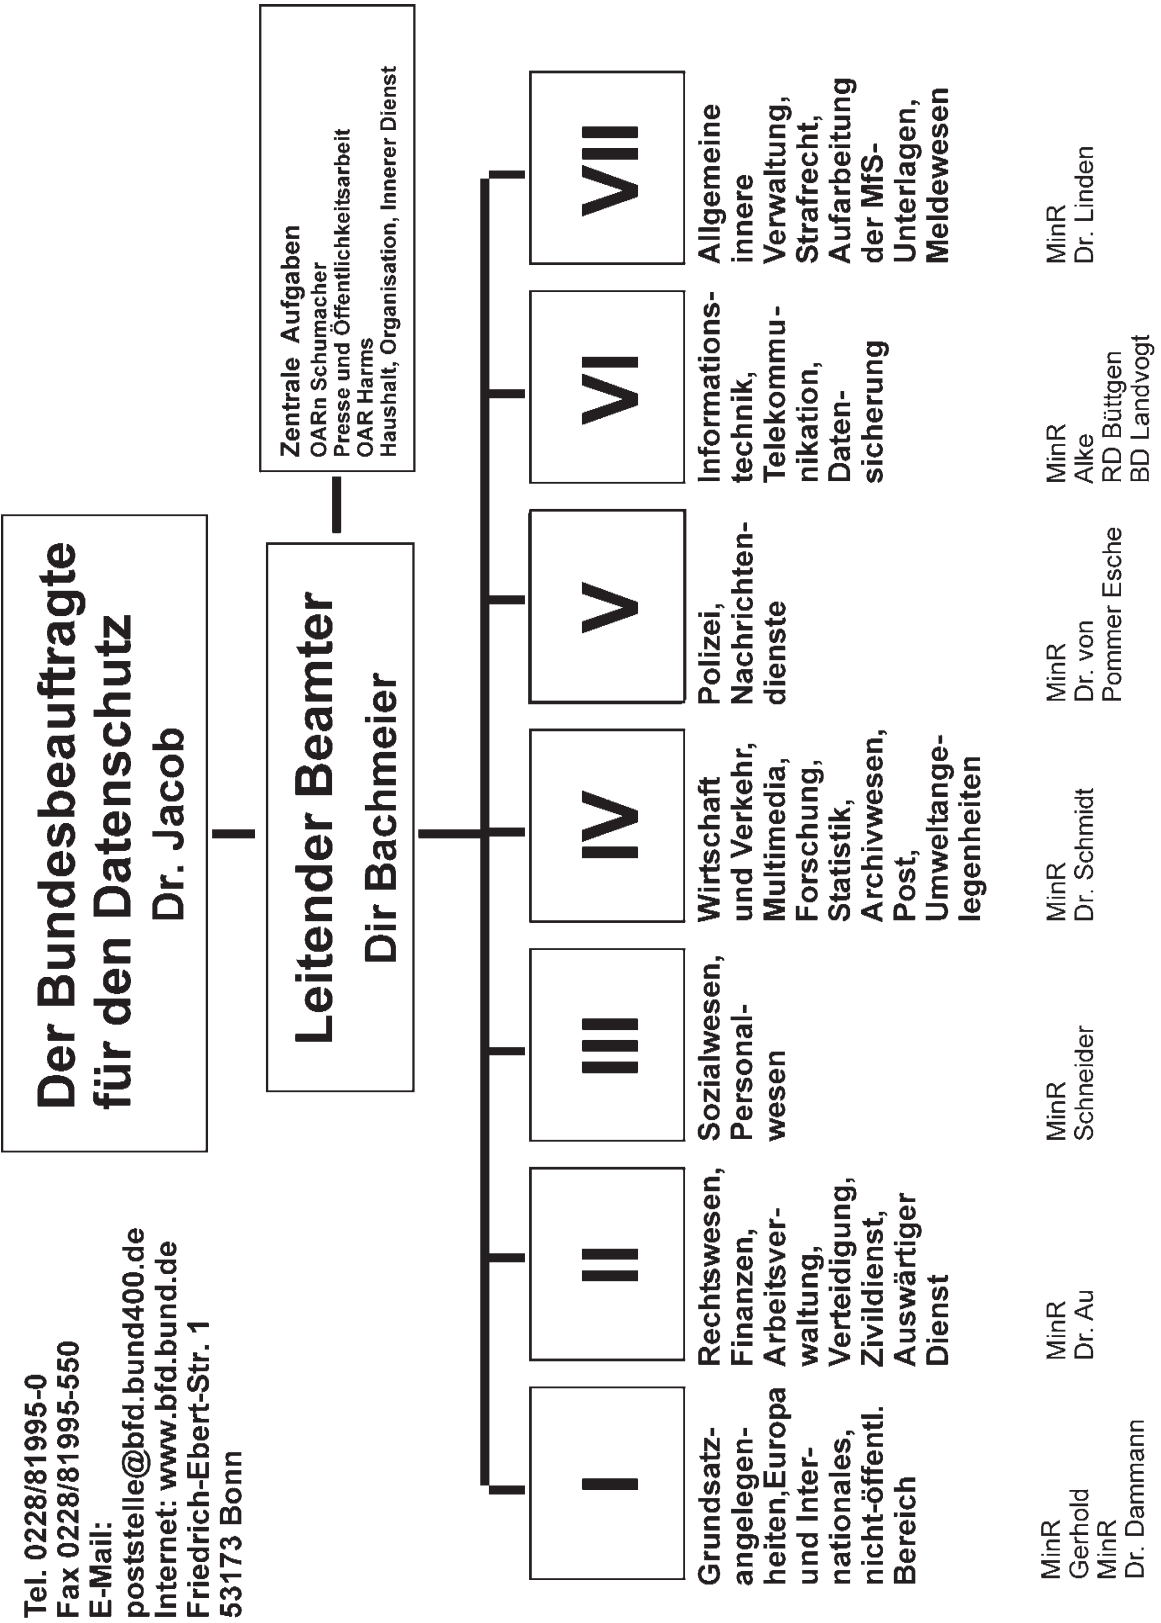 Tel. 0228/81995-0
Fax 0228/81995-550
E-Mail:
poststelle@bfd.bund400.de
Internet: www.bfd.bund.de
Friedrich-Ebert-Str. 1
53173 Bonn
Der Bundesbeauftragte
für den Datenschutz
Dr. Jacob
Leitender Beamter
Dir Bachmeier
Zentrale Aufgaben
OARn Schumacher
Presse und Öffentlichkeitsarbeit
OAR Harms
Haushalt, Organisation, Innerer Dienst
I
Grundsatz-
angelegen-
heiten,Europa
und Inter-
nationales,
nicht-öffentl.
Bereich
MinR
Gerhold
MinR
Dr. Dammann
II
Rechtswesen,
Finanzen,
Arbeitsver-
waltung,
Verteidigung,
Zivildienst,
Auswärtiger
Dienst
MinR
Dr. Au
III
Sozialwesen,
Personal-
wesen
MinR
Schneider
IV
Wirtschaft
und Verkehr,
Multimedia,
Forschung,
Statistik,
Archivwesen,
Post,
Umweltange-
legenheiten
MinR
Dr. Schmidt
V
Polizei,
Nachrichten-
dienste
MinR
Dr. von
Pommer Esche
VI
Informations-
technik,
Telekommu-
nikation,
Daten-
sicherung
MinR
Alke
RD Büttgen
BD Landvogt
VII
Allgemeine
innere
Verwaltung,
Strafrecht,
Aufarbeitung
der MfS-
Unterlagen,
Meldewesen
MinR
Dr. Linden